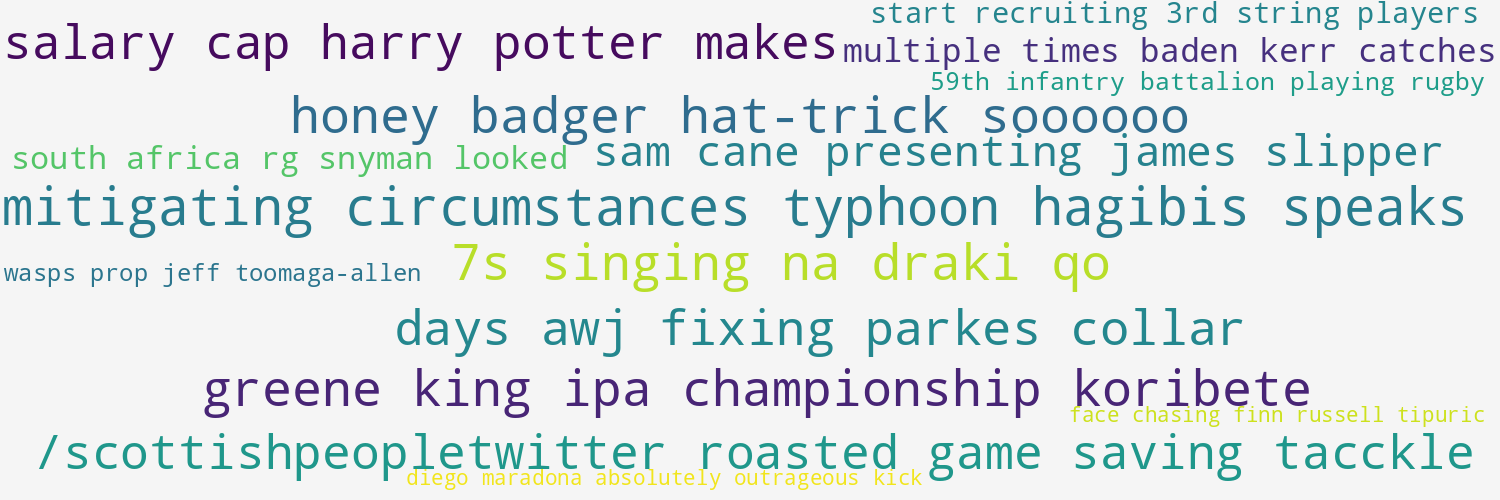 start recruiting 3rd string players
salary cap harry potter makes
multiple times baden kerr catches
59th infantry battalion playing rugby
honey badger hat-trick soooooo
south africa rg snyman looked
sam cane presenting james slipper
mitigating circumstances typhoon hagibis speaks
wasps prop jeff toomaga-allen
7s singing na draki qo
days awj fixing parkes collar
greene king ipa championship koribete
face chasing finn russell tipuric
/scottishpeopletwitter roasted game saving tacckle
diego maradona absolutely outrageous kick